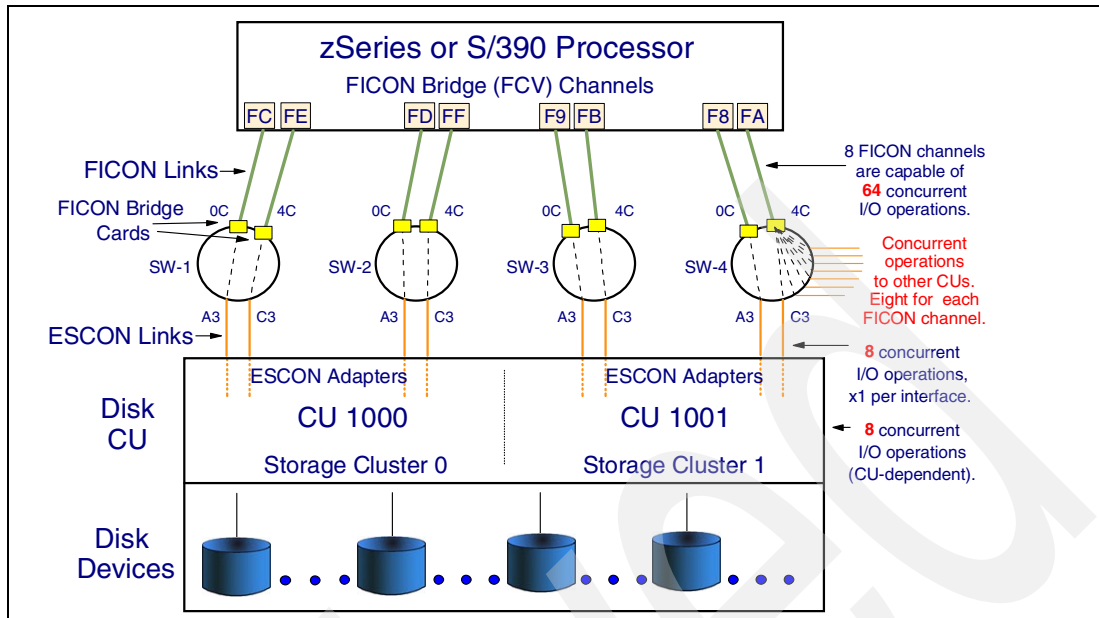 zSeries or S/390 Processor
FICON Bridge (FCV) Channels
FC FE FD FF F9 FB F8 FA
FICON Links
8 FICON channels
are capable of
64 concurrent
I/O operations.
FICON Bridge
Cards
0C 4C 0C 4C 0C 4C 0C 4C
SW-1 SW-2 SW-3 SW-4
Concurrent
operations
to other CUs.
Eight for each
FICON channel.
A3 C3 A3 C3 A3 C3 A3 C3
ESCON Links
8 concurrent
I/O operations,
x1 per interface.
ESCON Adapters ESCON Adapters
Disk
CU
CU 1000 CU 1001
8 concurrent
I/O operations
(CU-dependent).
Storage Cluster 0 Storage Cluster 1
Disk
Devices